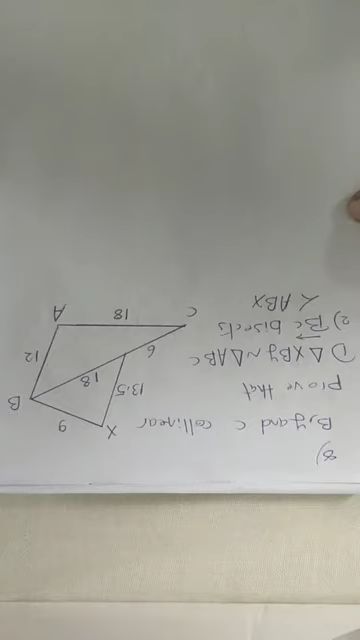 8)
B, y and C collinear
prove that
1) △XBy ~ △ABC
2) BC bisects
< ABX
X
9
B
13.5
18
12
6
C
18
A